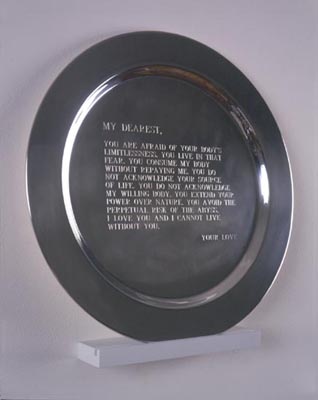 MY DEAREST,
YOU ARE AFRAID OF YOUR BODY'S
LIMITLESSNESS. YOU LIVE IN THAT
FEAR. YOU CONSUME MY BODY
WITHOUT REPAYING ME. YOU DO
NOT ACKNOWLEDGE YOUR SOURCE
OF LIFE. YOU DO NOT ACKNOWLEDGE
MY WILLING BODY. YOU EXTEND YOUR
POWER OVER NATURE. YOU AVOID THE
PERPETUAL RISK OF THE ABYSS.
I LOVE YOU AND I CANNOT LIVE
WITHOUT YOU.
YOUR LOVE